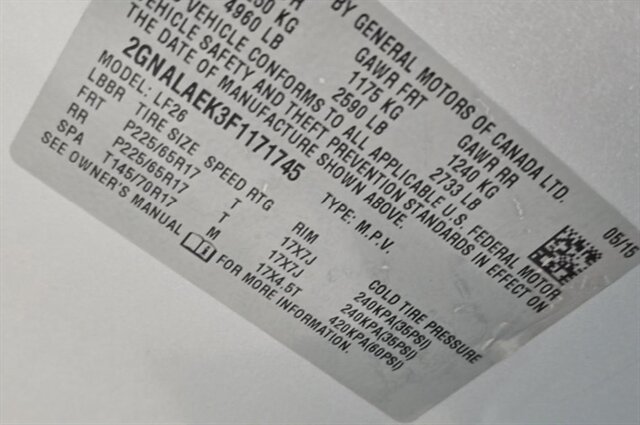 BY GENERAL MOTORS OF CANADA LTD. 05/15
GAWR FRT GAWR RR
KG 1175 KG 1240 KG
4960 LB 2590 LB 2733 LB
VEHICLE CONFORMS TO ALL APPLICABLE U.S. FEDERAL MOTOR
VEHICLE SAFETY AND THEFT PREVENTION STANDARDS IN EFFECT ON
THE DATE OF MANUFACTURE SHOWN ABOVE.
2GNALAEK3F1171745 TYPE: M.P.V.
MODEL: LF26
LBBR TIRE SIZE SPEED RTG RIM COLD TIRE PRESSURE
FRT P225/65R17 T 17X7J 240KPA(35PSI)
RR P225/65R17 T 17X7J 240KPA(35PSI)
SPA T145/70R17 M 17X4.5T 420KPA(60PSI)
SEE OWNER'S MANUAL FOR MORE INFORMATION.